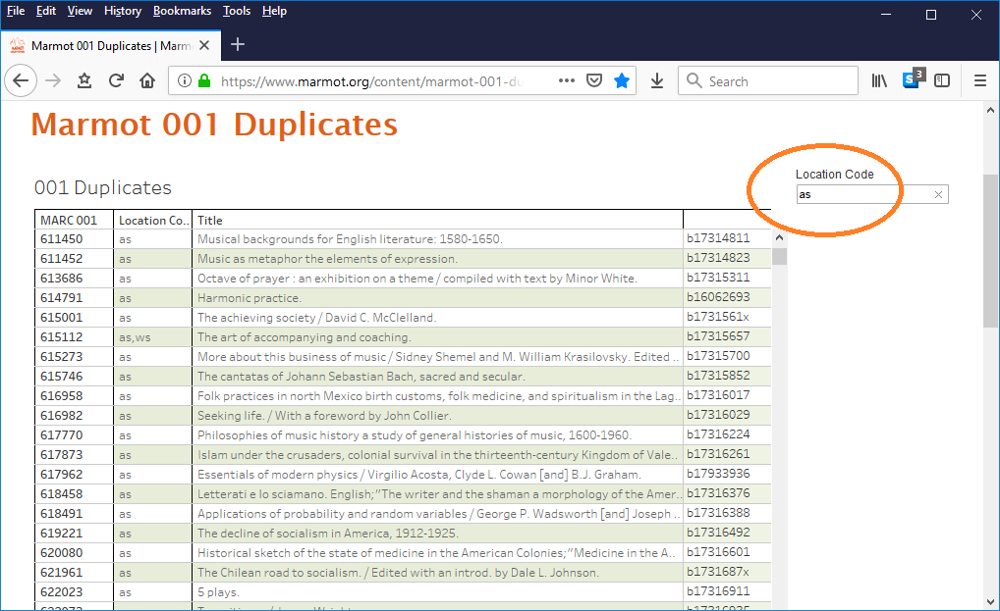 File Edit View History Bookmarks Tools Help
Marmot 001 Duplicates | Marm
https://www.marmot.org/content/marmot-001-du
Search
3
Marmot 001 Duplicates
001 Duplicates
Location Code
as
MARC 001 Location Co.. Title
611450 as Musical backgrounds for English literature: 1580-1650. b17314811
611452 as Music as metaphor the elements of expression. b17314823
613686 as Octave of prayer : an exhibition on a theme / compiled with text by Minor White. b17315311
614791 as Harmonic practice. b16062693
615001 as The achieving society / David C. McClelland. b1731561x
615112 as,ws The art of accompanying and coaching. b17315657
615273 as More about this business of music / Sidney Shemel and M. William Krasilovsky. Edited .. b17315700
615746 as The cantatas of Johann Sebastian Bach, sacred and secular. b17315852
616958 as Folk practices in north Mexico birth customs, folk medicine, and spiritualism in the Lag.. b17316017
616982 as Seeking life. / With a foreword by John Collier. b17316029
617770 as Philosophies of music history a study of general histories of music, 1600-1960. b17316224
617873 as Islam under the crusaders, colonial survival in the thirteenth-century Kingdom of Vale.. b17316261
617962 as Essentials of modern physics / Virgilio Acosta, Clyde L. Cowan [and] B.J. Graham. b17933936
618458 as Letterati e lo sciamano. English;"The writer and the shaman a morphology of the Amer.. b17316376
618491 as Applications of probability and random variables / George P. Wadsworth [and] Joseph .. b17316388
619221 as The decline of socialism in America, 1912-1925. b17316492
620080 as Historical sketch of the state of medicine in the American Colonies;"Medicine in the A.. b17316601
621961 as The Chilean road to socialism. / Edited with an introd. by Dale L. Johnson. b1731687x
622023 as 5 plays. b17316911